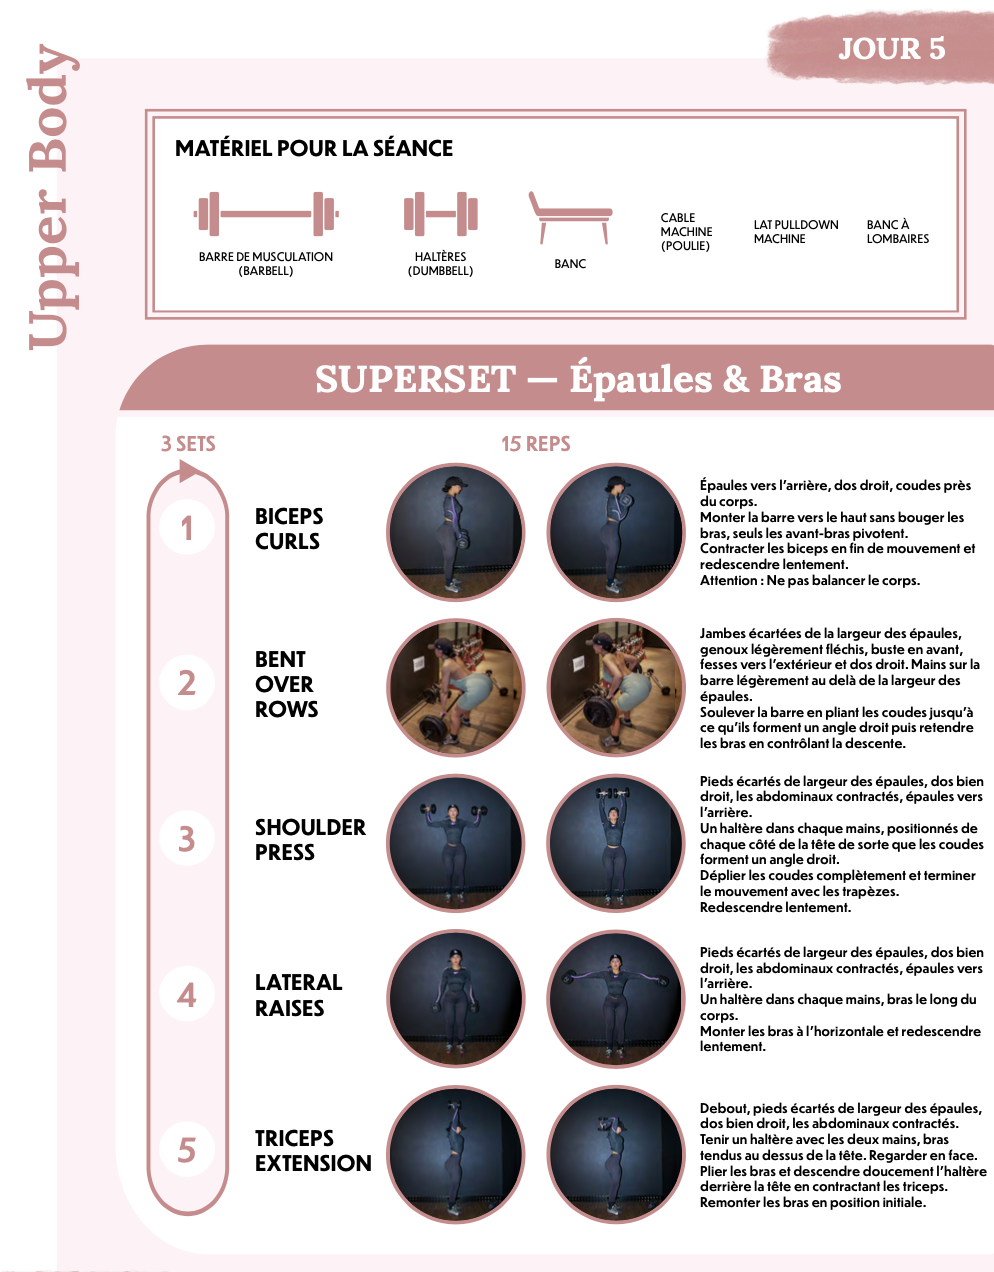 JOUR 5
Upper Body
MATÉRIEL POUR LA SÉANCE
BARRE DE MUSCULATION
(BARBELL)
HALTÈRES
(DUMBBELL)
BANC
CABLE
MACHINE
(POULIE)
LAT PULLDOWN
MACHINE
BANC À
LOMBAIRES
SUPERSET — Épaules & Bras
3 SETS
15 REPS
1
BICEPS
CURLS
Épaules vers l'arrière, dos droit, coudes près
du corps.
Monter la barre vers le haut sans bouger les
bras, seuls les avant-bras pivotent.
Contracter les biceps en fin de mouvement et
redescendre lentement.
Attention : Ne pas balancer le corps.
2
BENT
OVER
ROWS
Jambes écartées de la largeur des épaules,
genoux légèrement fléchis, buste en avant,
fesses vers l'extérieur et dos droit. Mains sur la
barre légèrement au delà de la largeur des
épaules.
Soulever la barre en pliant les coudes jusqu'à
ce qu'ils forment un angle droit puis retendre
les bras en contrôlant la descente.
3
SHOULDER
PRESS
Pieds écartés de largeur des épaules, dos bien
droit, les abdominaux contractés, épaules vers
l'arrière.
Un haltère dans chaque mains, positionnés de
chaque côté de la tête de sorte que les coudes
forment un angle droit.
Déplier les coudes complètement et terminer
le mouvement avec les trapèzes.
Redescendre lentement.
4
LATERAL
RAISES
Pieds écartés de largeur des épaules, dos bien
droit, les abdominaux contractés, épaules vers
l'arrière.
Un haltère dans chaque mains, bras le long du
corps.
Monter les bras à l'horizontale et redescendre
lentement.
5
TRICEPS
EXTENSION
Debout, pieds écartés de largeur des épaules,
dos bien droit, les abdominaux contractés.
Tenir un haltère avec les deux mains, bras
tendus au dessus de la tête. Regarder en face.
Plier les bras et descendre doucement l'haltère
derrière la tête en contractant les triceps.
Remonter les bras en position initiale.